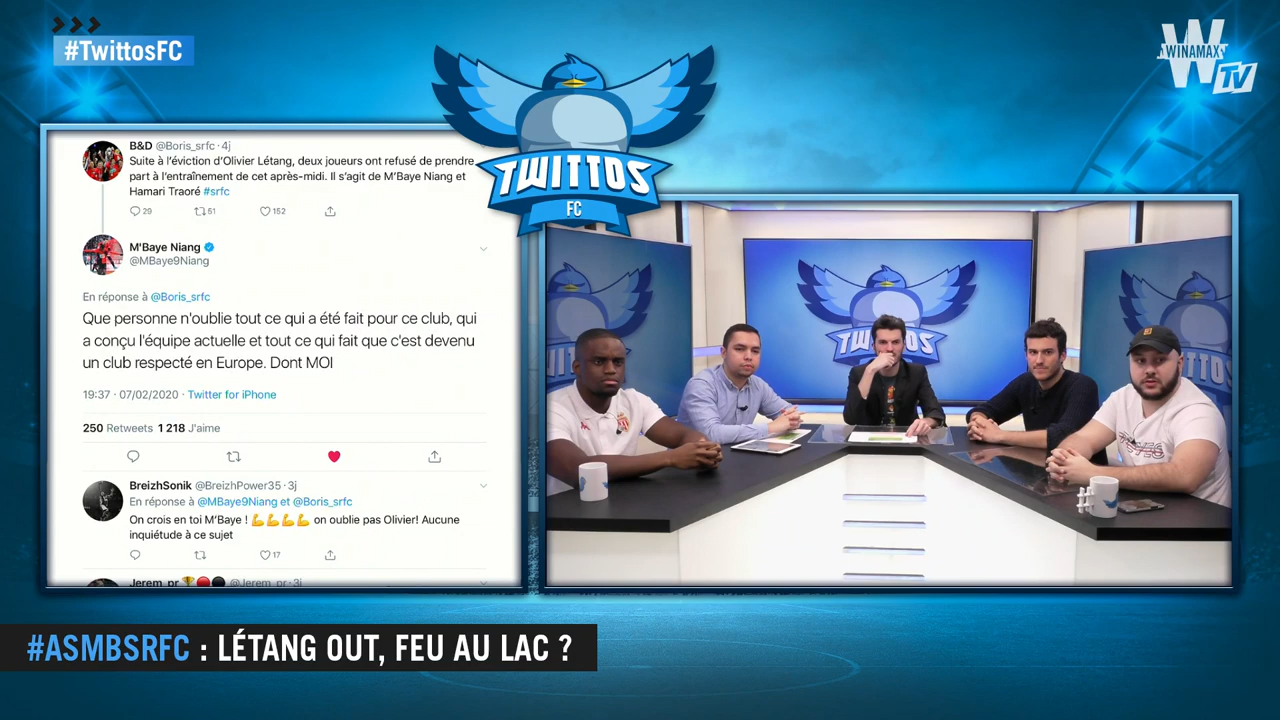 #TwittosFC
WINAMAX
TV
TWITTOS
FC
B&D @Boris_srfc · 4j
Suite à l'éviction d'Olivier Létang, deux joueurs ont refusé de prendre
part à l'entraînement de cet après-midi. Il s'agit de M'Baye Niang et
Hamari Traoré #srfc
29 51 152
M'Baye Niang
@MBaye9Niang
En réponse à @Boris_srfc
Que personne n'oublie tout ce qui a été fait pour ce club, qui
a conçu l'équipe actuelle et tout ce qui fait que c'est devenu
un club respecté en Europe. Dont MOI
19:37 · 07/02/2020 · Twitter for iPhone
250 Retweets 1 218 J'aime
BreizhSonik @BreizhPower35 · 3j
En réponse à @MBaye9Niang et @Boris_srfc
On crois en toi M'Baye ! 💪💪💪💪 on oublie pas Olivier! Aucune
inquiétude à ce sujet
17
Jerem_pr 🏆🔴⚫ @Jerem_pr · 3j
TWITTOS
#ASMBSRFC : LÉTANG OUT, FEU AU LAC ?